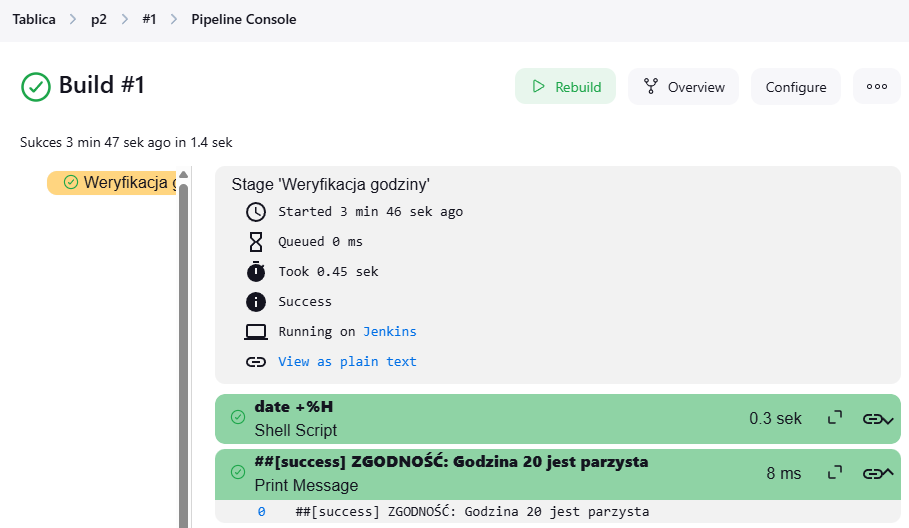 Tablica > p2 > #1 > Pipeline Console
Build #1
Rebuild
Overview
Configure
Sukces 3 min 47 sek ago in 1.4 sek
Weryfikacja g
Stage 'Weryfikacja godziny'
Started 3 min 46 sek ago
Queued 0 ms
Took 0.45 sek
Success
Running on Jenkins
View as plain text
date +%H
Shell Script
0.3 sek
##[success] ZGODNOŚĆ: Godzina 20 jest parzysta
Print Message
8 ms
0 ##[success] ZGODNOŚĆ: Godzina 20 jest parzysta